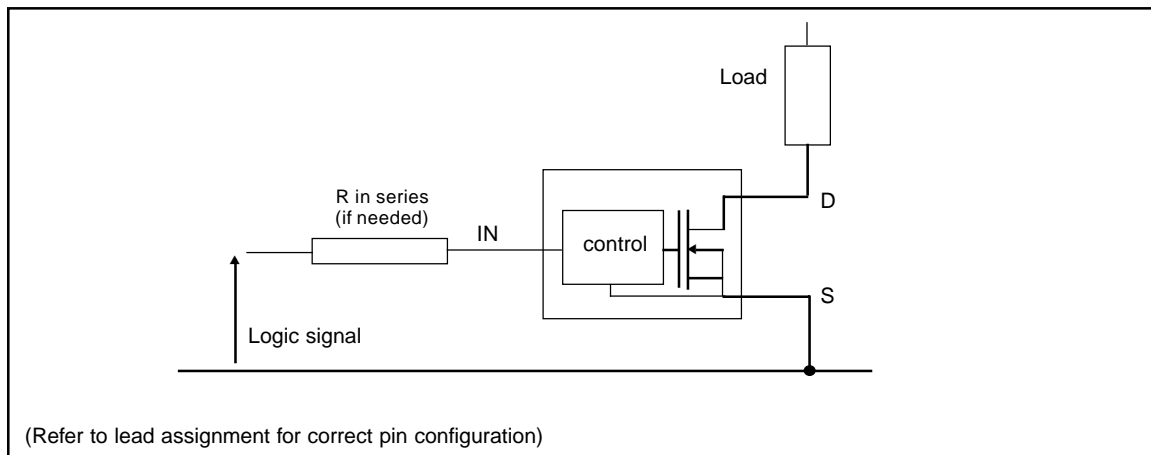 Load
R in series
(if needed)
IN
D
control
S
Logic signal
(Refer to lead assignment for correct pin configuration)